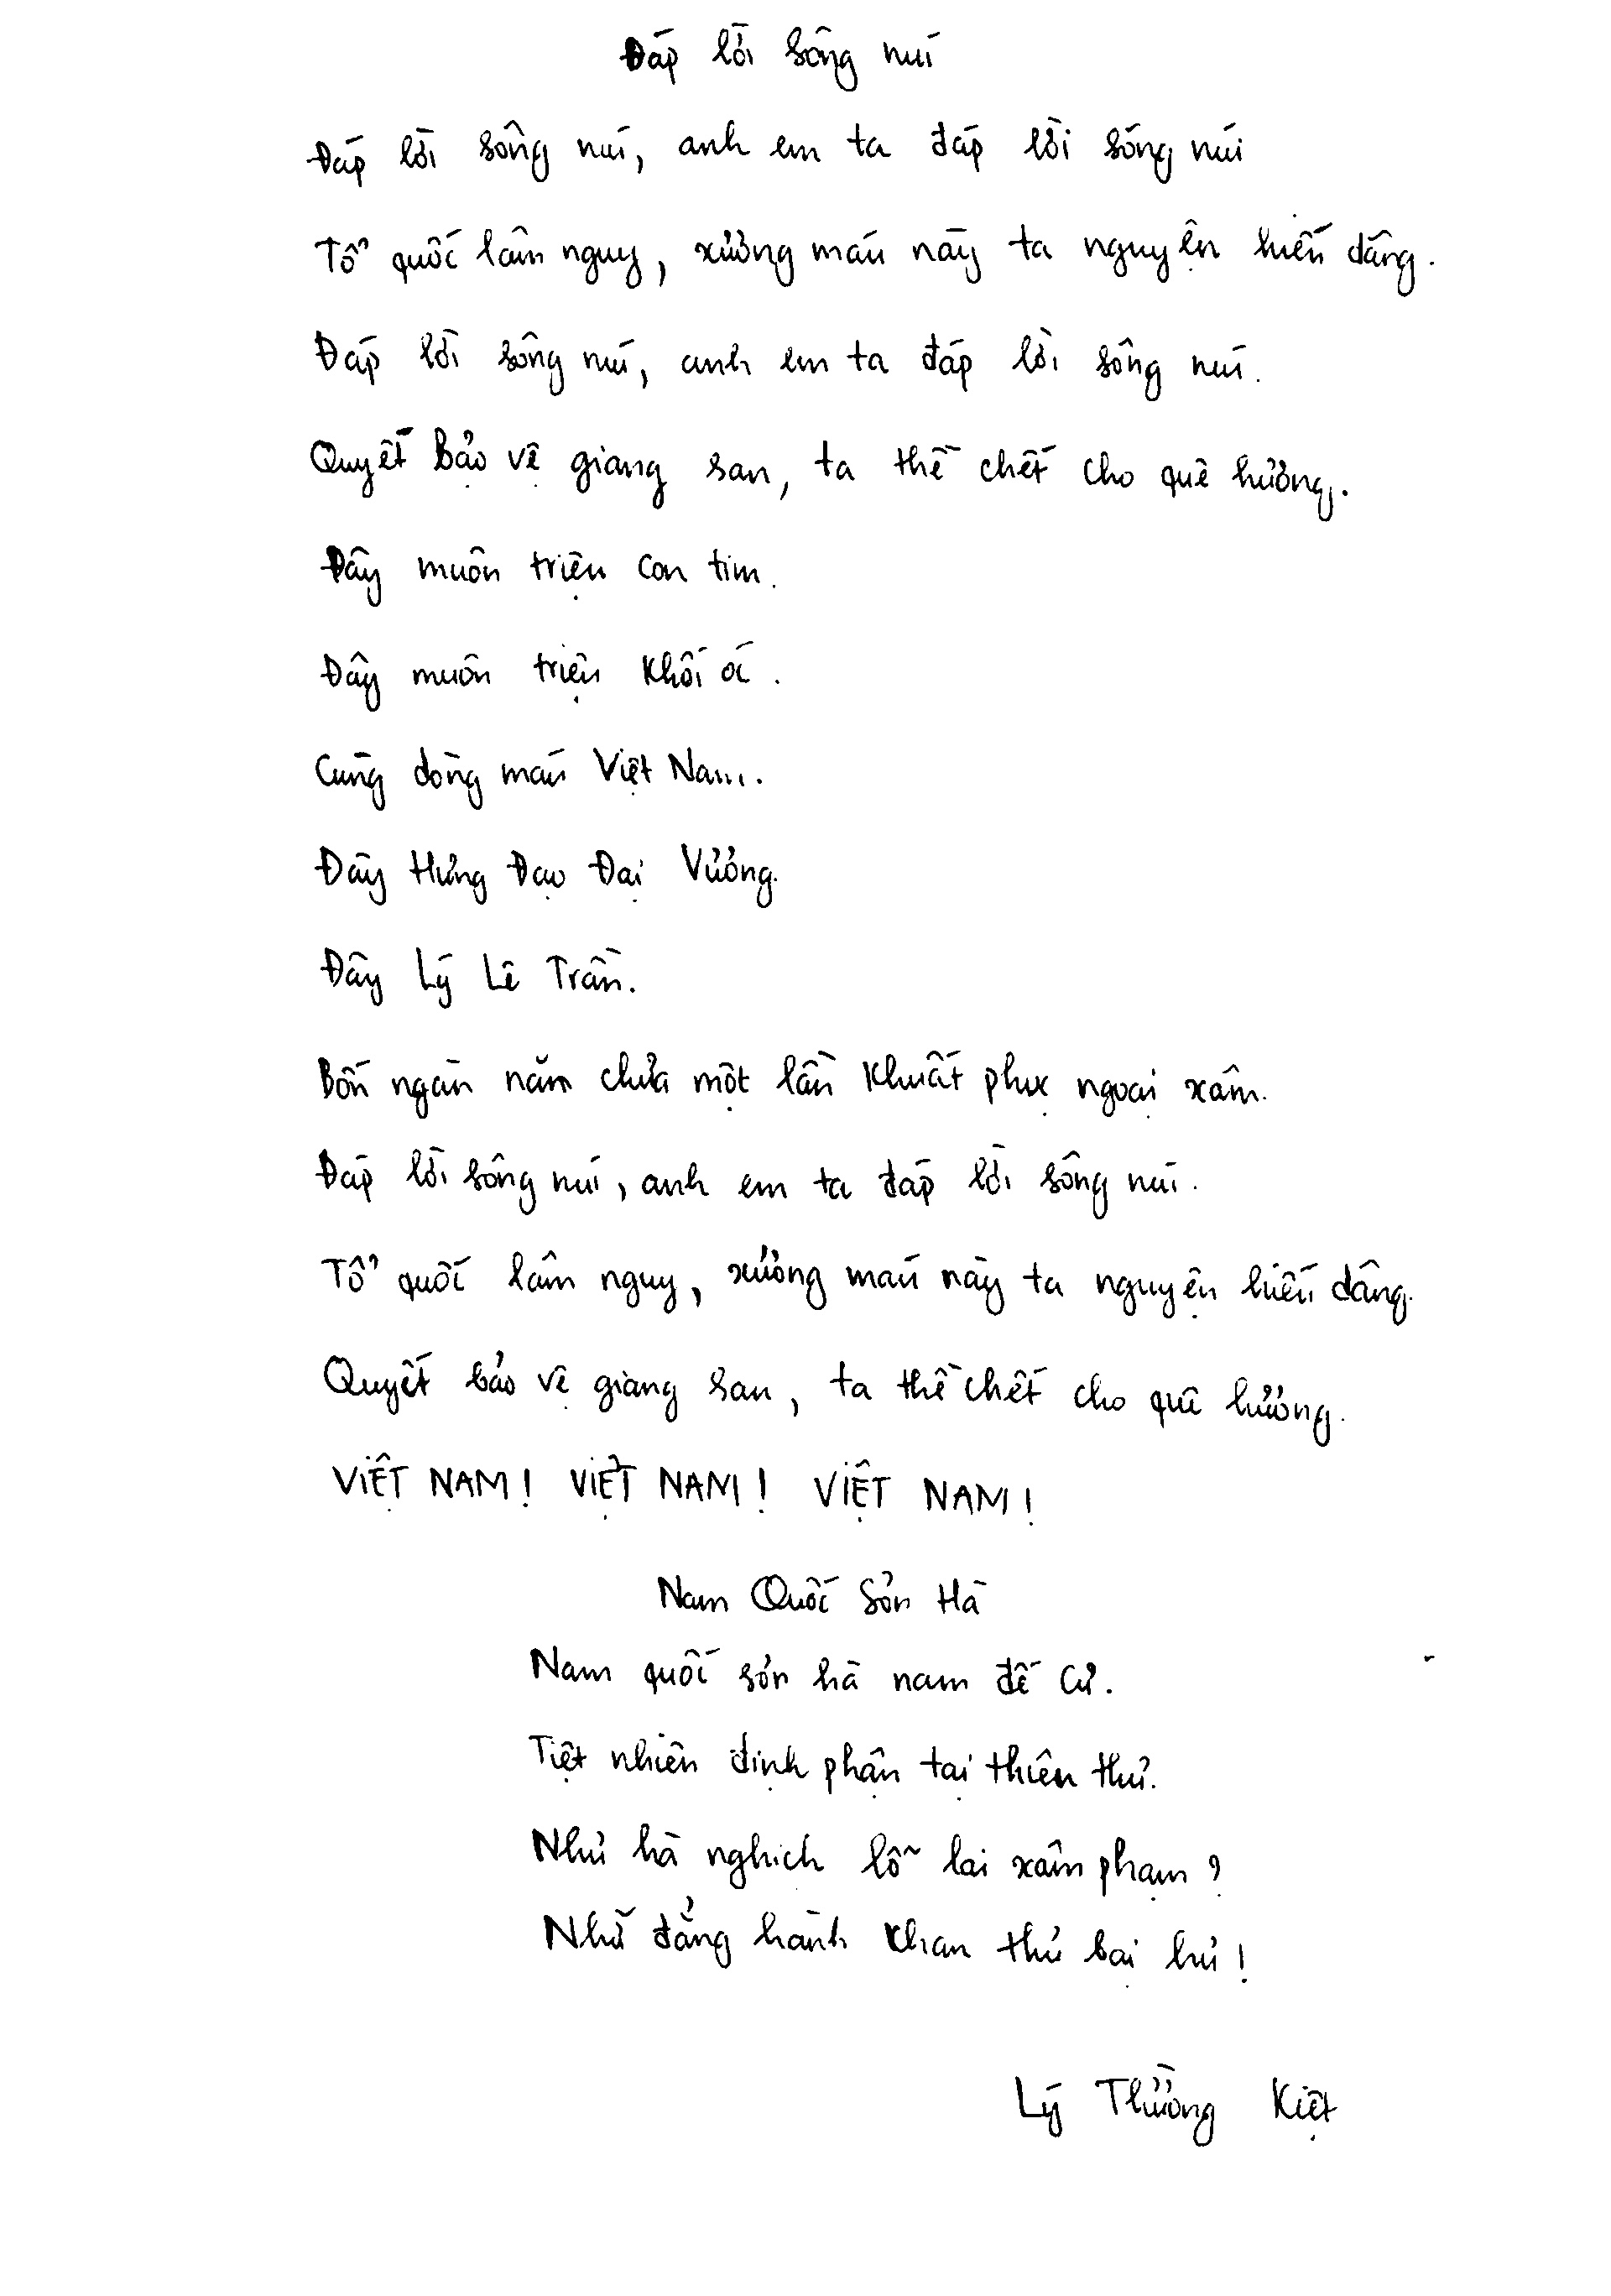 Đáp lời sông núi
Đáp lời sông núi, anh em ta đáp lời sông núi
Tổ quốc lâm nguy, xương máu này ta nguyện hiến dâng.
Đáp lời sông núi, anh em ta đáp lời sông núi.
Quyết bảo vệ giang san, ta thề chết cho quê hương.
Đây muôn triệu con tim.
Đây muôn triệu khối óc.
Cùng dòng máu Việt Nam.
Đây Hưng Đạo Đại Vương.
Đây Lý Lê Trần.
Bốn ngàn năm chưa một lần khuất phục ngoại xâm.
Đáp lời sông núi, anh em ta đáp lời sông núi.
Tổ quốc lâm nguy, xương máu này ta nguyện hiến dâng.
Quyết bảo vệ giang san, ta thề chết cho quê hương.
VIỆT NAM! VIỆT NAM! VIỆT NAM!
Nam Quốc Sơn Hà
Nam quốc sơn hà nam đế cư.
Tiệt nhiên định phận tại thiên thư.
Như hà nghịch lỗ lai xâm phạm?
Nhữ đẳng hành khan thủ bại hư!
Lý Thường Kiệt